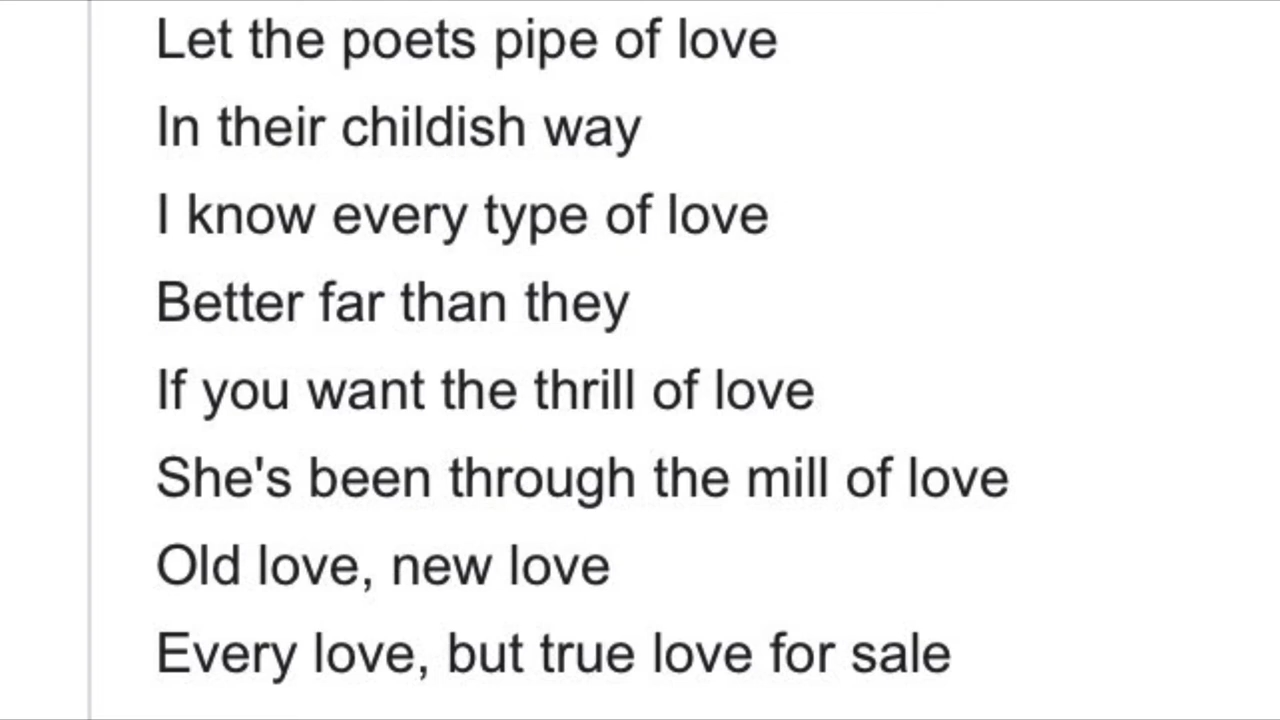 Let the poets pipe of love
In their childish way
I know every type of love
Better far than they
If you want the thrill of love
She's been through the mill of love
Old love, new love
Every love, but true love for sale